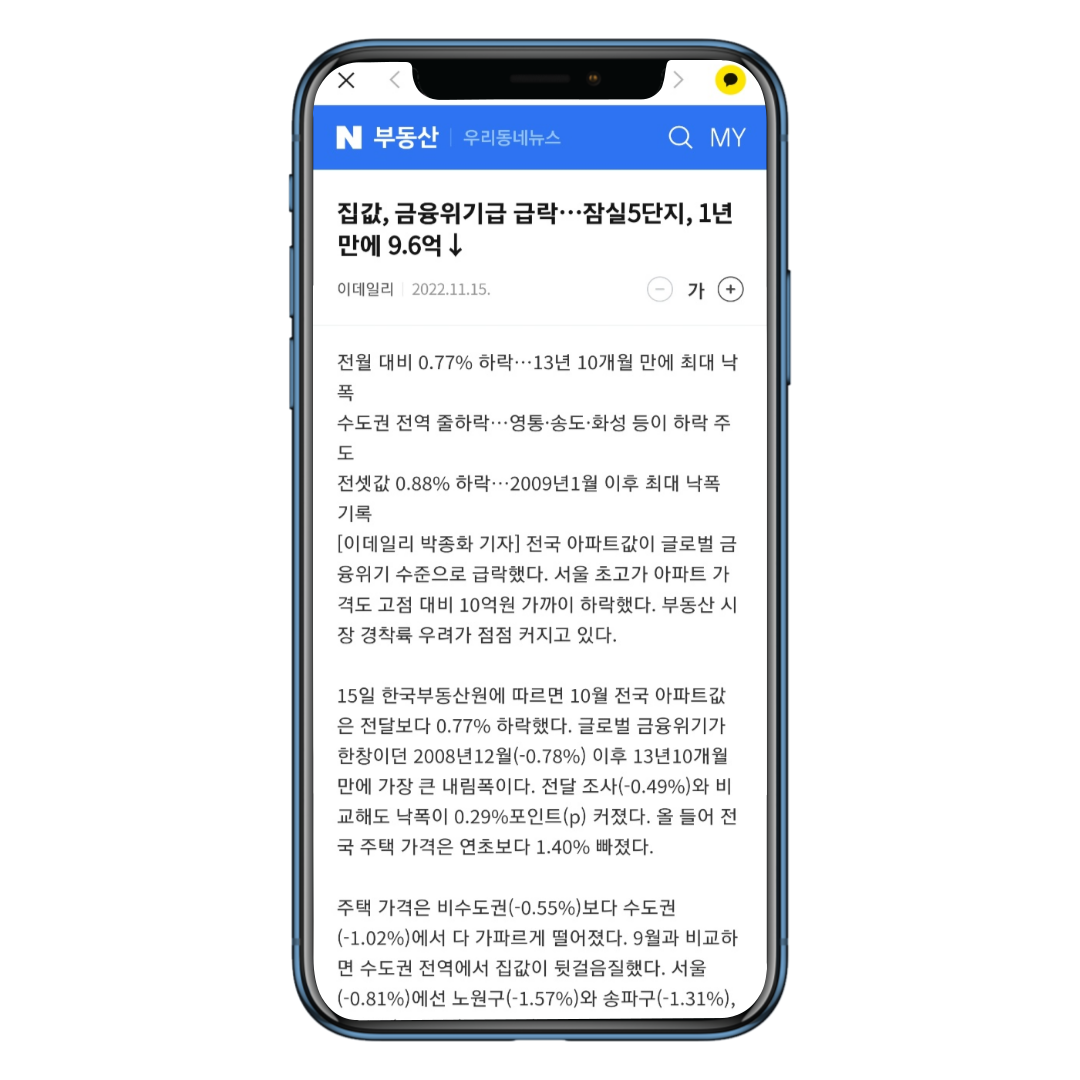 N 부동산 우리동네뉴스 MY
집값, 금융위기급 급락…잠실5단지, 1년
만에 9.6억↓
이데일리 2022.11.15. 가
전월 대비 0.77% 하락…13년 10개월 만에 최대 낙
폭
수도권 전역 줄하락…영통·송도·화성 등이 하락 주
도
전셋값 0.88% 하락…2009년1월 이후 최대 낙폭
기록
[이데일리 박종화 기자] 전국 아파트값이 글로벌 금
융위기 수준으로 급락했다. 서울 초고가 아파트 가
격도 고점 대비 10억원 가까이 하락했다. 부동산 시
장 경착륙 우려가 점점 커지고 있다.
15일 한국부동산원에 따르면 10월 전국 아파트값
은 전달보다 0.77% 하락했다. 글로벌 금융위기가
한창이던 2008년12월(-0.78%) 이후 13년10개월
만에 가장 큰 내림폭이다. 전달 조사(-0.49%)와 비
교해도 낙폭이 0.29%포인트(p) 커졌다. 올 들어 전
국 주택 가격은 연초보다 1.40% 빠졌다.
주택 가격은 비수도권(-0.55%)보다 수도권
(-1.02%)에서 다 가파르게 떨어졌다. 9월과 비교하
면 수도권 전역에서 집값이 뒷걸음질했다. 서울
(-0.81%)에선 노원구(-1.57%)와 송파구(-1.31%),